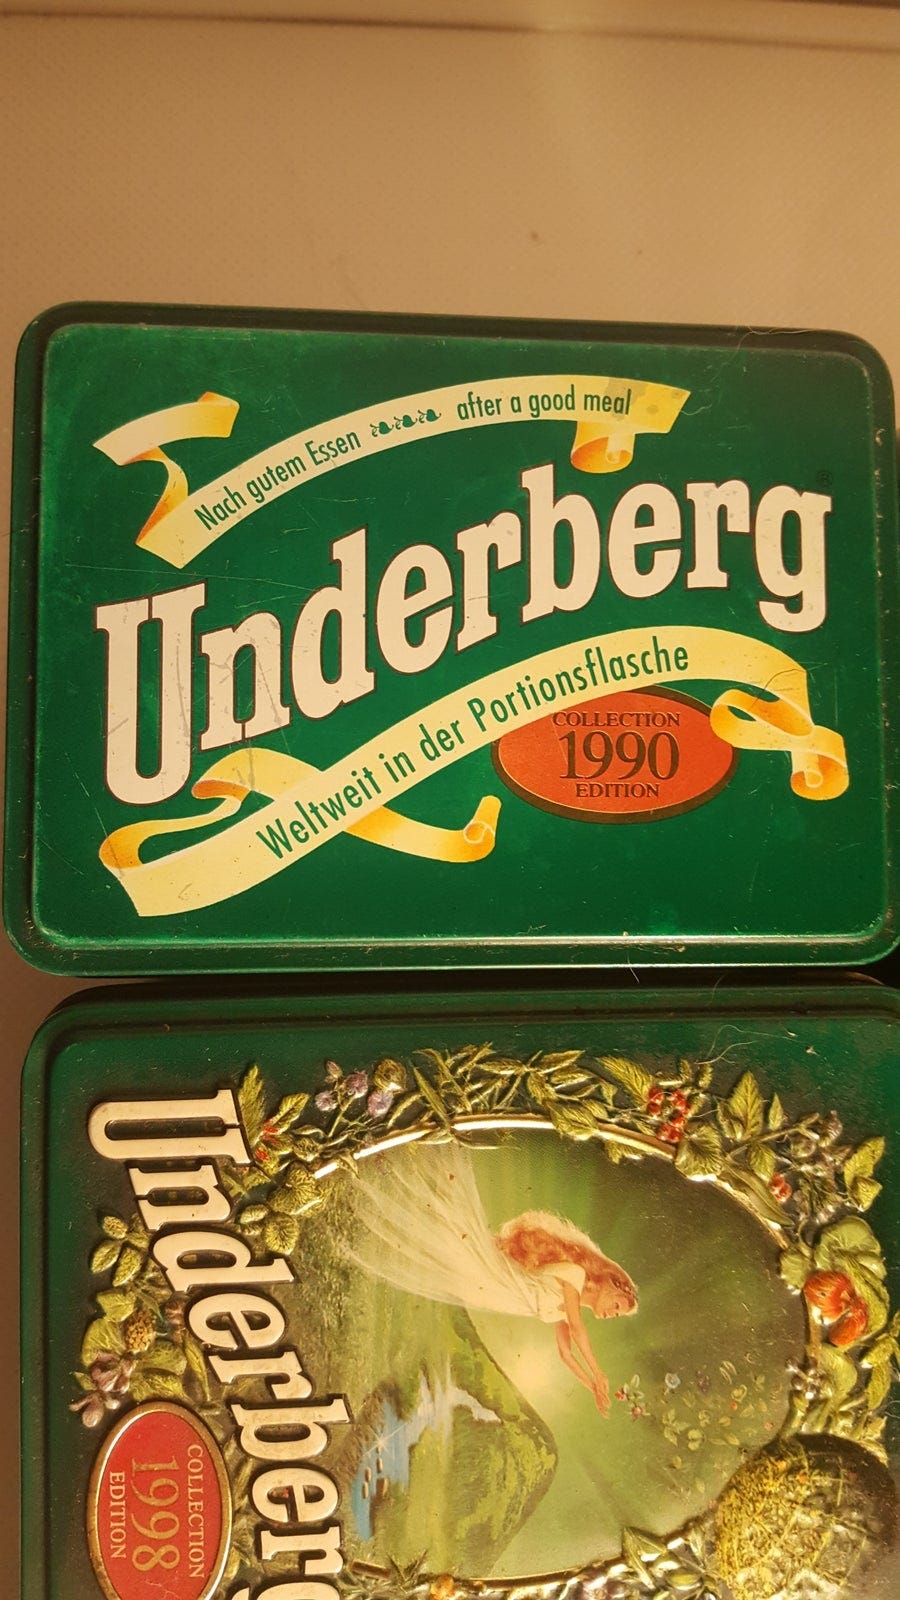 Nach gutem Essen after a good meal
Underberg ®
Weltweit in der Portionsflasche
COLLECTION
1990
EDITION
Underberg
COLLECTION
1998
EDITION